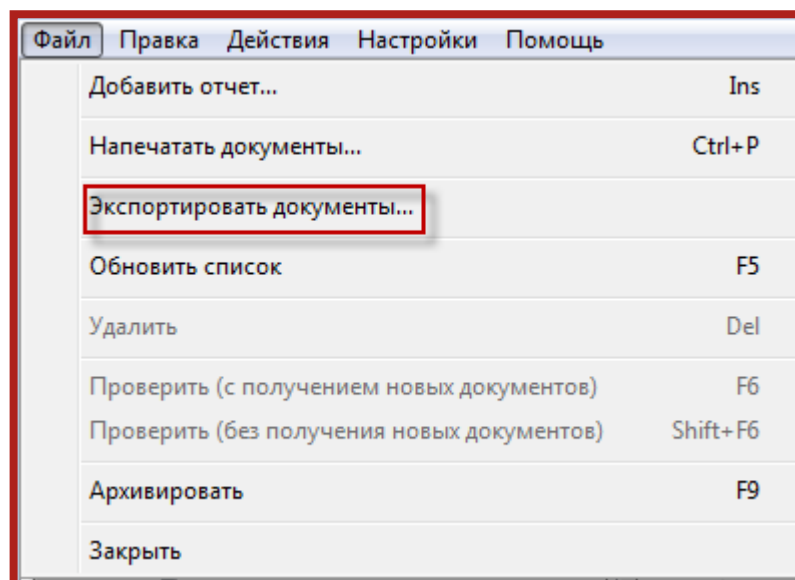 Файл Правка Действия Настройки Помощь
Добавить отчет... Ins
Напечатать документы... Ctrl+P
Экспортировать документы...
Обновить список F5
Удалить Del
Проверить (с получением новых документов) F6
Проверить (без получения новых документов) Shift+F6
Архивировать F9
Закрыть